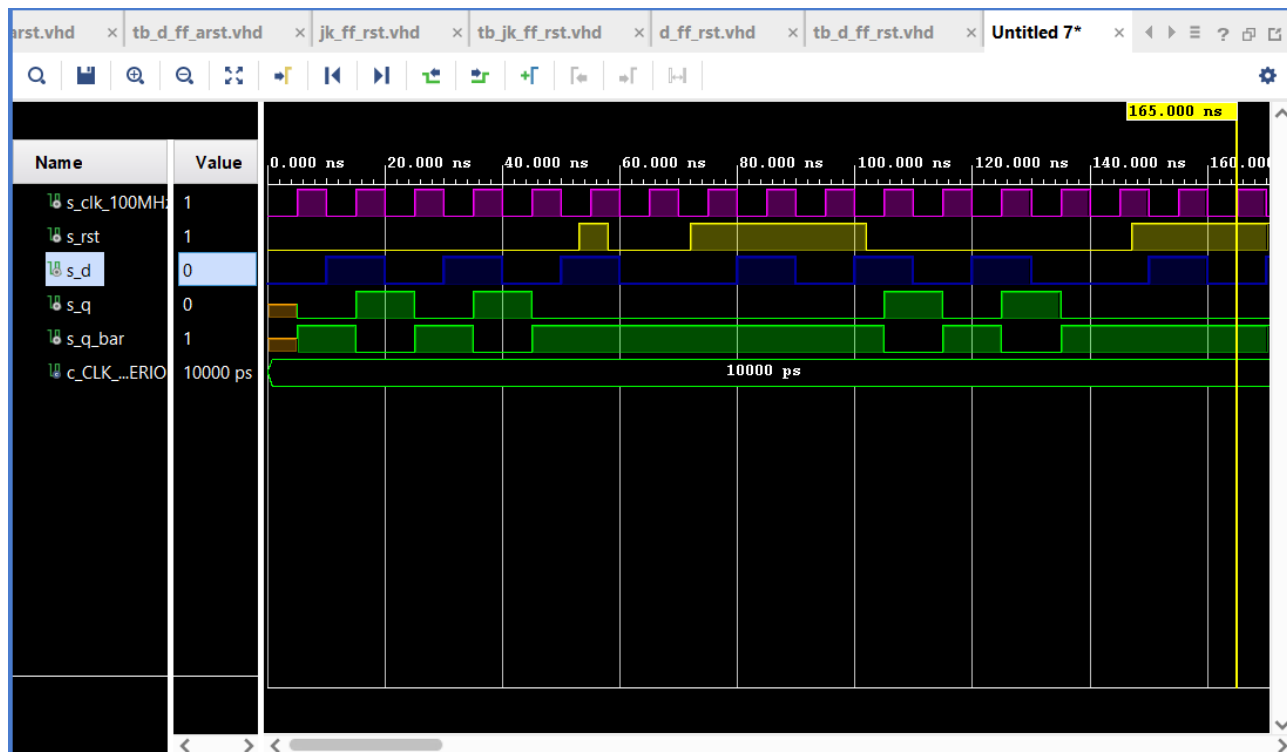 arst.vhd × tb_d_ff_arst.vhd × jk_ff_rst.vhd × tb_jk_ff_rst.vhd × d_ff_rst.vhd × tb_d_ff_rst.vhd × Untitled 7* × ?
165.000 ns
Name Value 0.000 ns 20.000 ns 40.000 ns 60.000 ns 80.000 ns 100.000 ns 120.000 ns 140.000 ns 160.00
s_clk_100MH 1
s_rst 1
s_d 0
s_q 0
s_q_bar 1
c_CLK_...ERIO 10000 ps 10000 ps